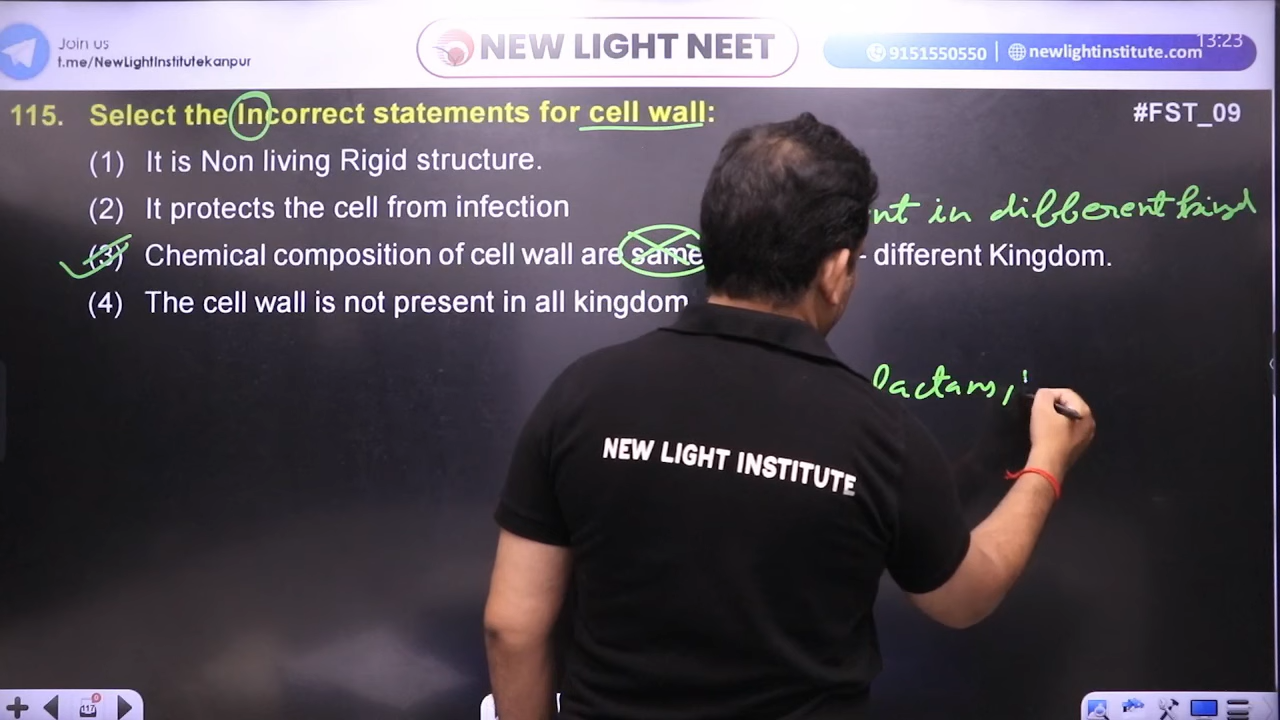 Join us
t.me/NewLightInstitutekanpur
NEW LIGHT NEET
9151550550 | newlightinstitute.com
13:23
115. Select the Incorrect statements for cell wall:
#FST_09
(1) It is Non living Rigid structure.
(2) It protects the cell from infection
nt in different kingd
(3) Chemical composition of cell wall are same - different Kingdom.
(4) The cell wall is not present in all kingdom
lactans,
NEW LIGHT INSTITUTE
117